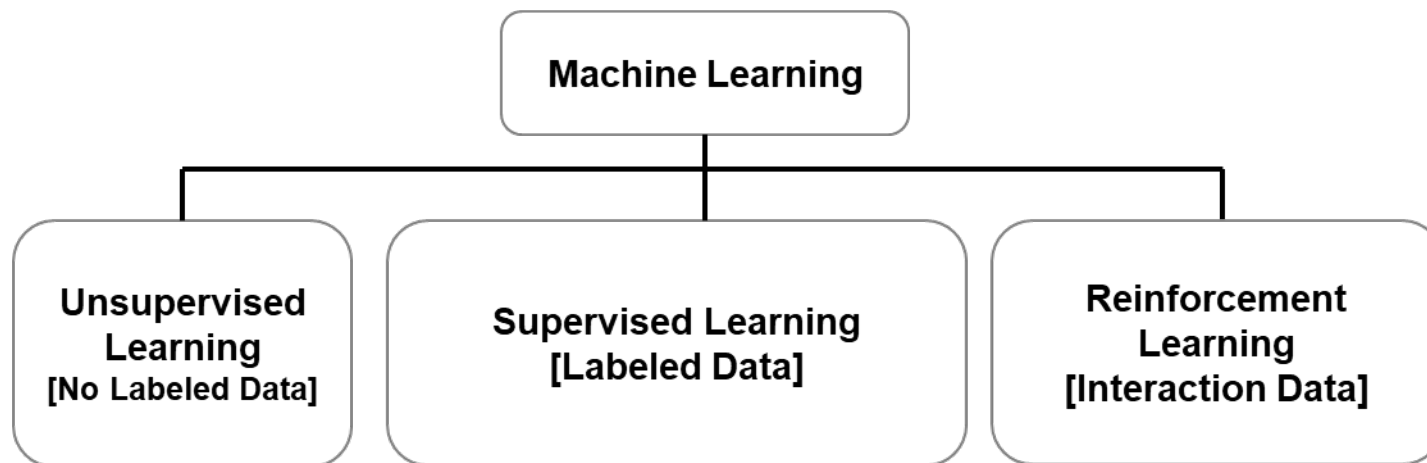 Machine Learning
Unsupervised
Learning
[No Labeled Data]
Supervised Learning
[Labeled Data]
Reinforcement
Learning
[Interaction Data]